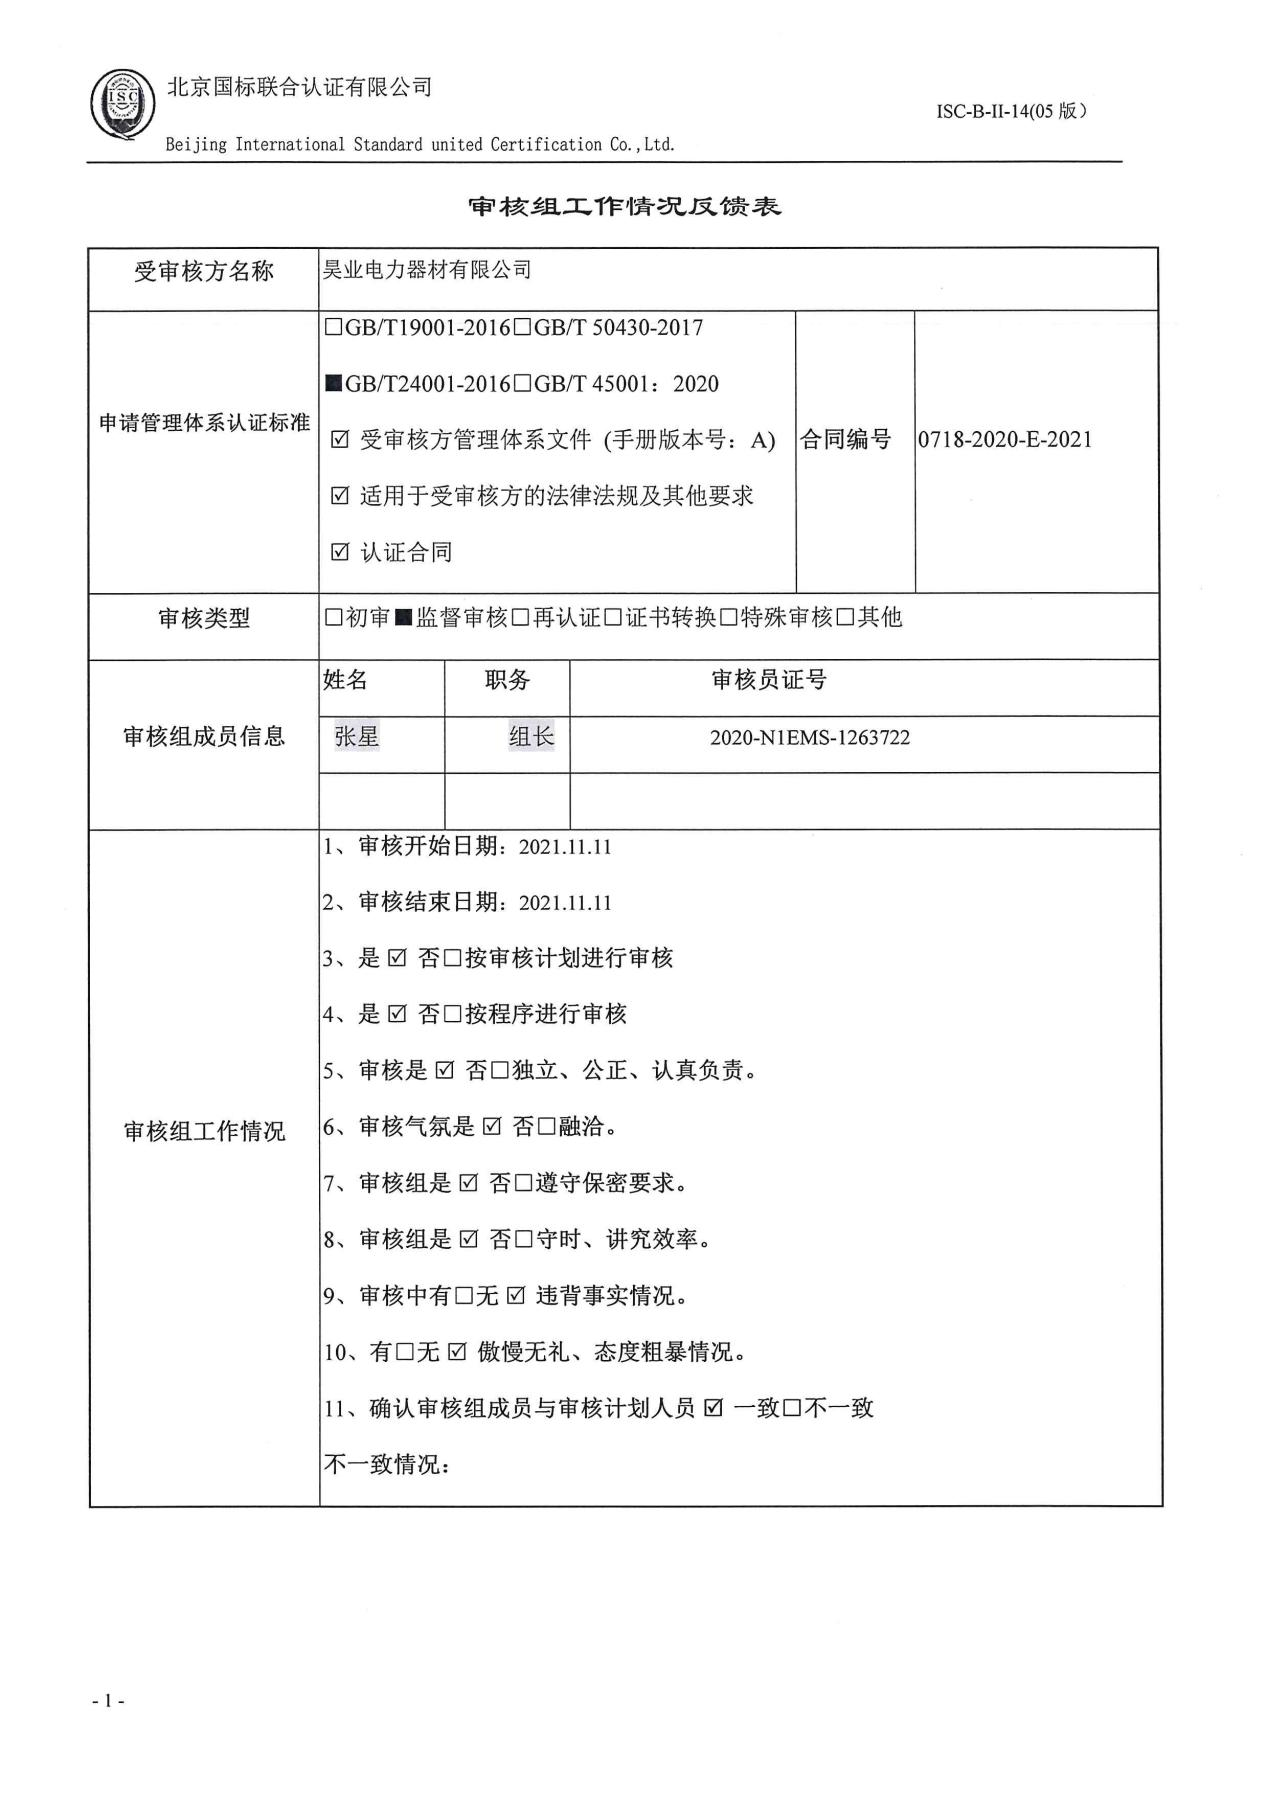 ISC
北京国标联合认证有限公司
ISC-B-II-14(05 版）
Beijing International Standard united Certification Co.,Ltd.
审核组工作情况反馈表
受审核方名称
昊业电力器材有限公司
申请管理体系认证标准
□GB/T19001-2016□GB/T 50430-2017
■GB/T24001-2016□GB/T 45001：2020
☑ 受审核方管理体系文件 (手册版本号：A)
☑ 适用于受审核方的法律法规及其他要求
☑ 认证合同
合同编号
0718-2020-E-2021
审核类型
□初审■监督审核□再认证□证书转换□特殊审核□其他
审核组成员信息
姓名 职务 审核员证号
张星 组长 2020-N1EMS-1263722
审核组工作情况
1、审核开始日期：2021.11.11
2、审核结束日期：2021.11.11
3、是 ☑ 否□按审核计划进行审核
4、是 ☑ 否□按程序进行审核
5、审核是 ☑ 否□独立、公正、认真负责。
6、审核气氛是 ☑ 否□融洽。
7、审核组是 ☑ 否□遵守保密要求。
8、审核组是 ☑ 否□守时、讲究效率。
9、审核中有□无 ☑ 违背事实情况。
10、有□无 ☑ 傲慢无礼、态度粗暴情况。
11、确认审核组成员与审核计划人员 ☑ 一致□不一致
不一致情况：
- 1 -